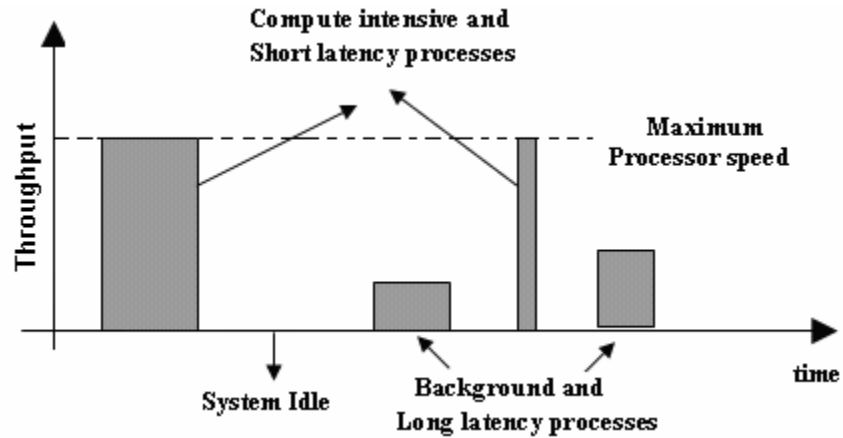 Compute intensive and
Short latency processes
Throughput
Maximum
Processor speed
System Idle
Background and
Long latency processes
time